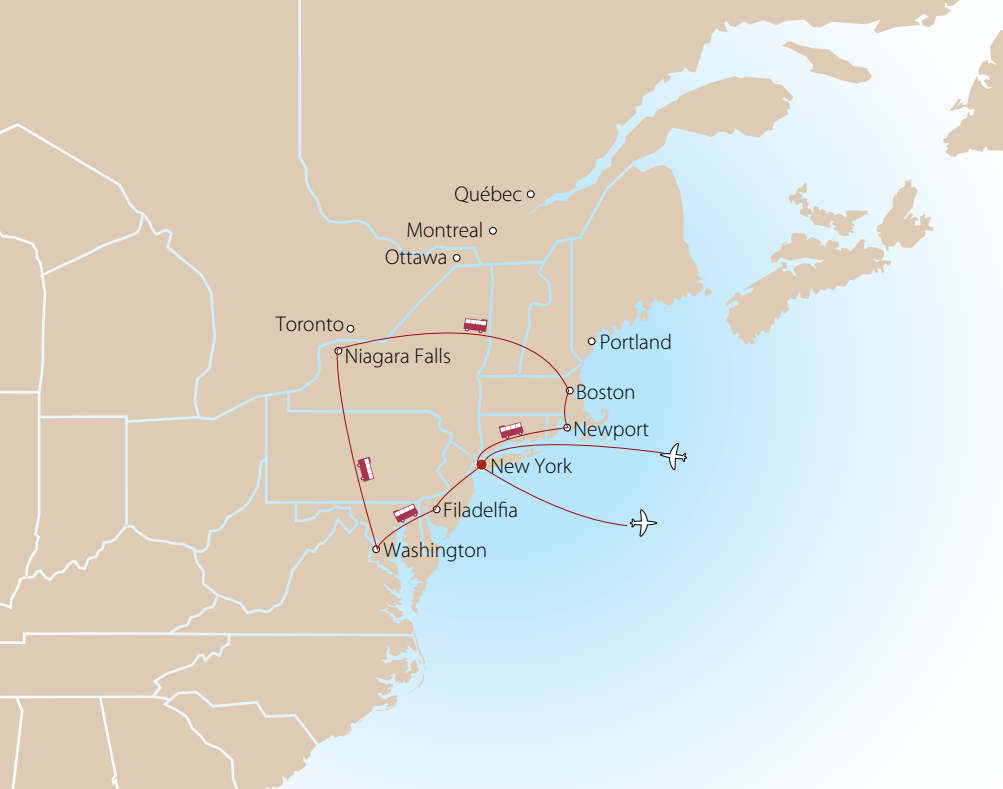 Québec
Montreal
Ottawa
Toronto
Portland
Niagara Falls
Boston
Newport
New York
Filadelfia
Washington